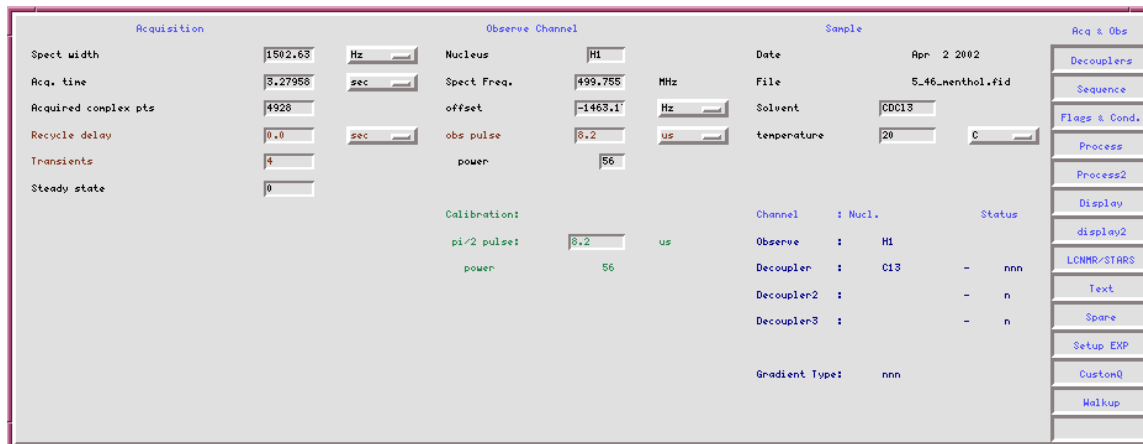 Acquisition
Spect width 1502.63 Hz
Acq. time 3.27958 sec
Acquired complex pts 4928
Recycle delay 0.0 sec
Transients 4
Steady state 0
Observe Channel
Nucleus H1
Spect Freq. 499.755 MHz
offset -1463.1 Hz
obs pulse 8.2 us
power 56
Calibration:
pi/2 pulse: 8.2 us
power 56
Sample
Date Apr 2 2002
File 5_46_menthol.fid
Solvent CDCl3
temperature 20 C
Channel : Nucl. Status
Observe : H1
Decoupler : C13 - nnn
Decoupler2 : - n
Decoupler3 : - n
Gradient Type: nnn
Acq & Obs
Decouplers
Sequence
Flags & Cond.
Process
Process2
Display
display2
LCNMR/STARS
Text
Spare
Setup EXP
CustomQ
Walkup